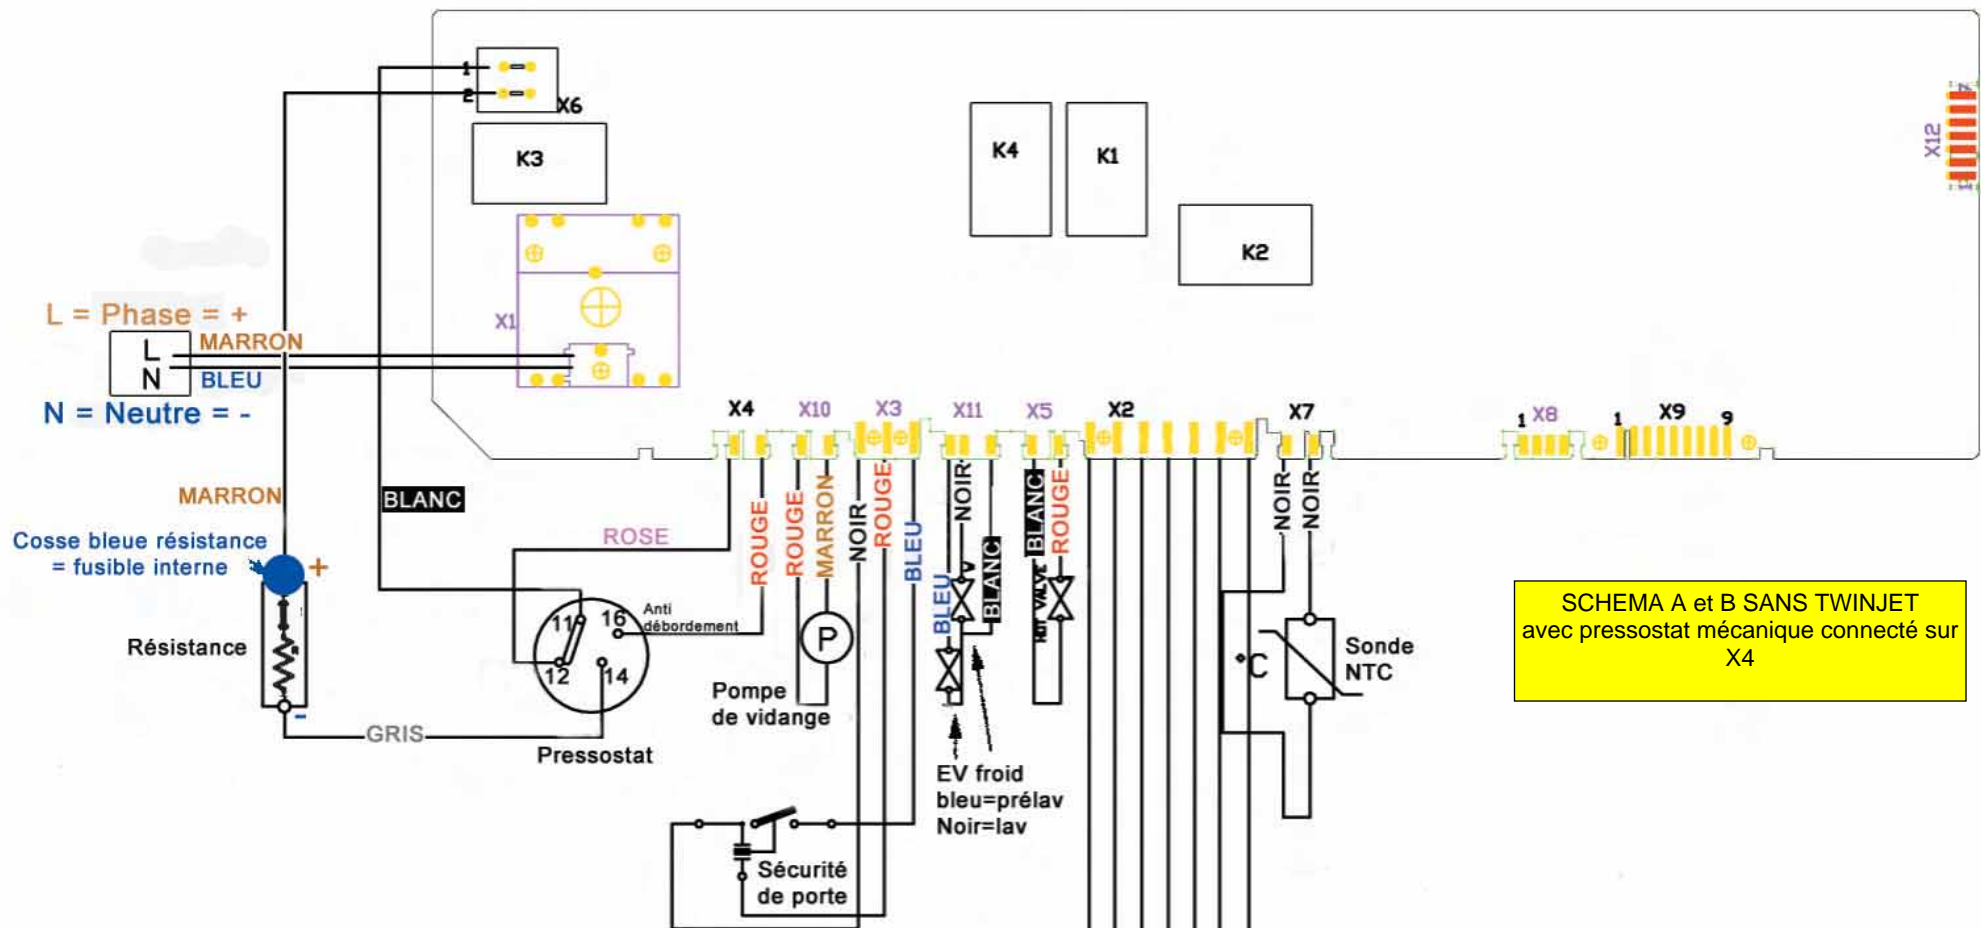 1
2
X6
K3
K4
K1
K2
X12
X1
L = Phase = +
L
N
MARRON
BLEU
N = Neutre = -
X4
X10
X3
X11
X5
X2
X7
1
X8
1
X9
9
MARRON
BLANC
ROSE
ROUGE
ROUGE
MARRON
NOIR
ROUGE
BLEU
BLEU
NOIR
BLANC
BLANC
ROUGE
HOT VALVE
NOIR
NOIR
Cosse bleue résistance
= fusible interne
+
Résistance
-
GRIS
11
16
12
14
Anti
débordement
Pressostat
P
Pompe
de vidange
EV froid
bleu=prélav
Noir=lav
Sécurité
de porte
°C
Sonde
NTC
SCHEMA A et B SANS TWINJET
avec pressostat mécanique connecté sur
X4